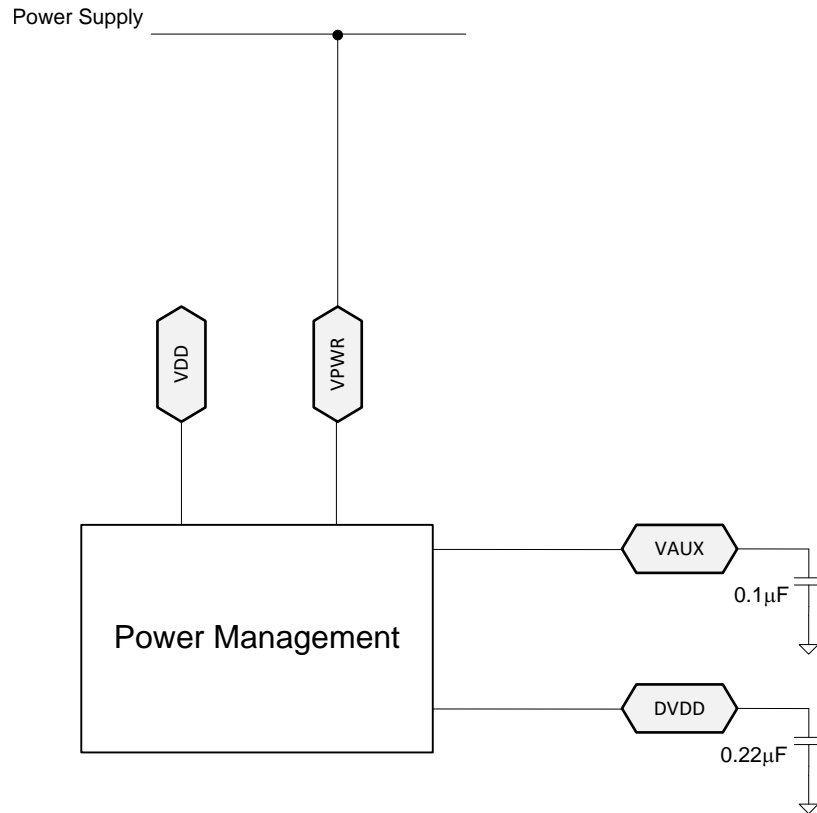 Power Supply
VDD
VPWR
VAUX
0.1μF
Power Management
DVDD
0.22μF